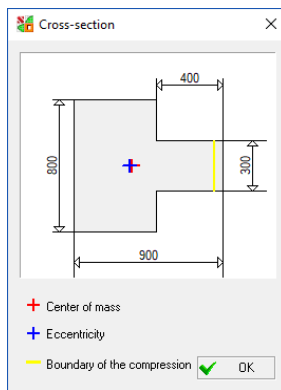 Cross-section
400
800
300
900
Center of mass
Eccentricity
Boundary of the compression
OK